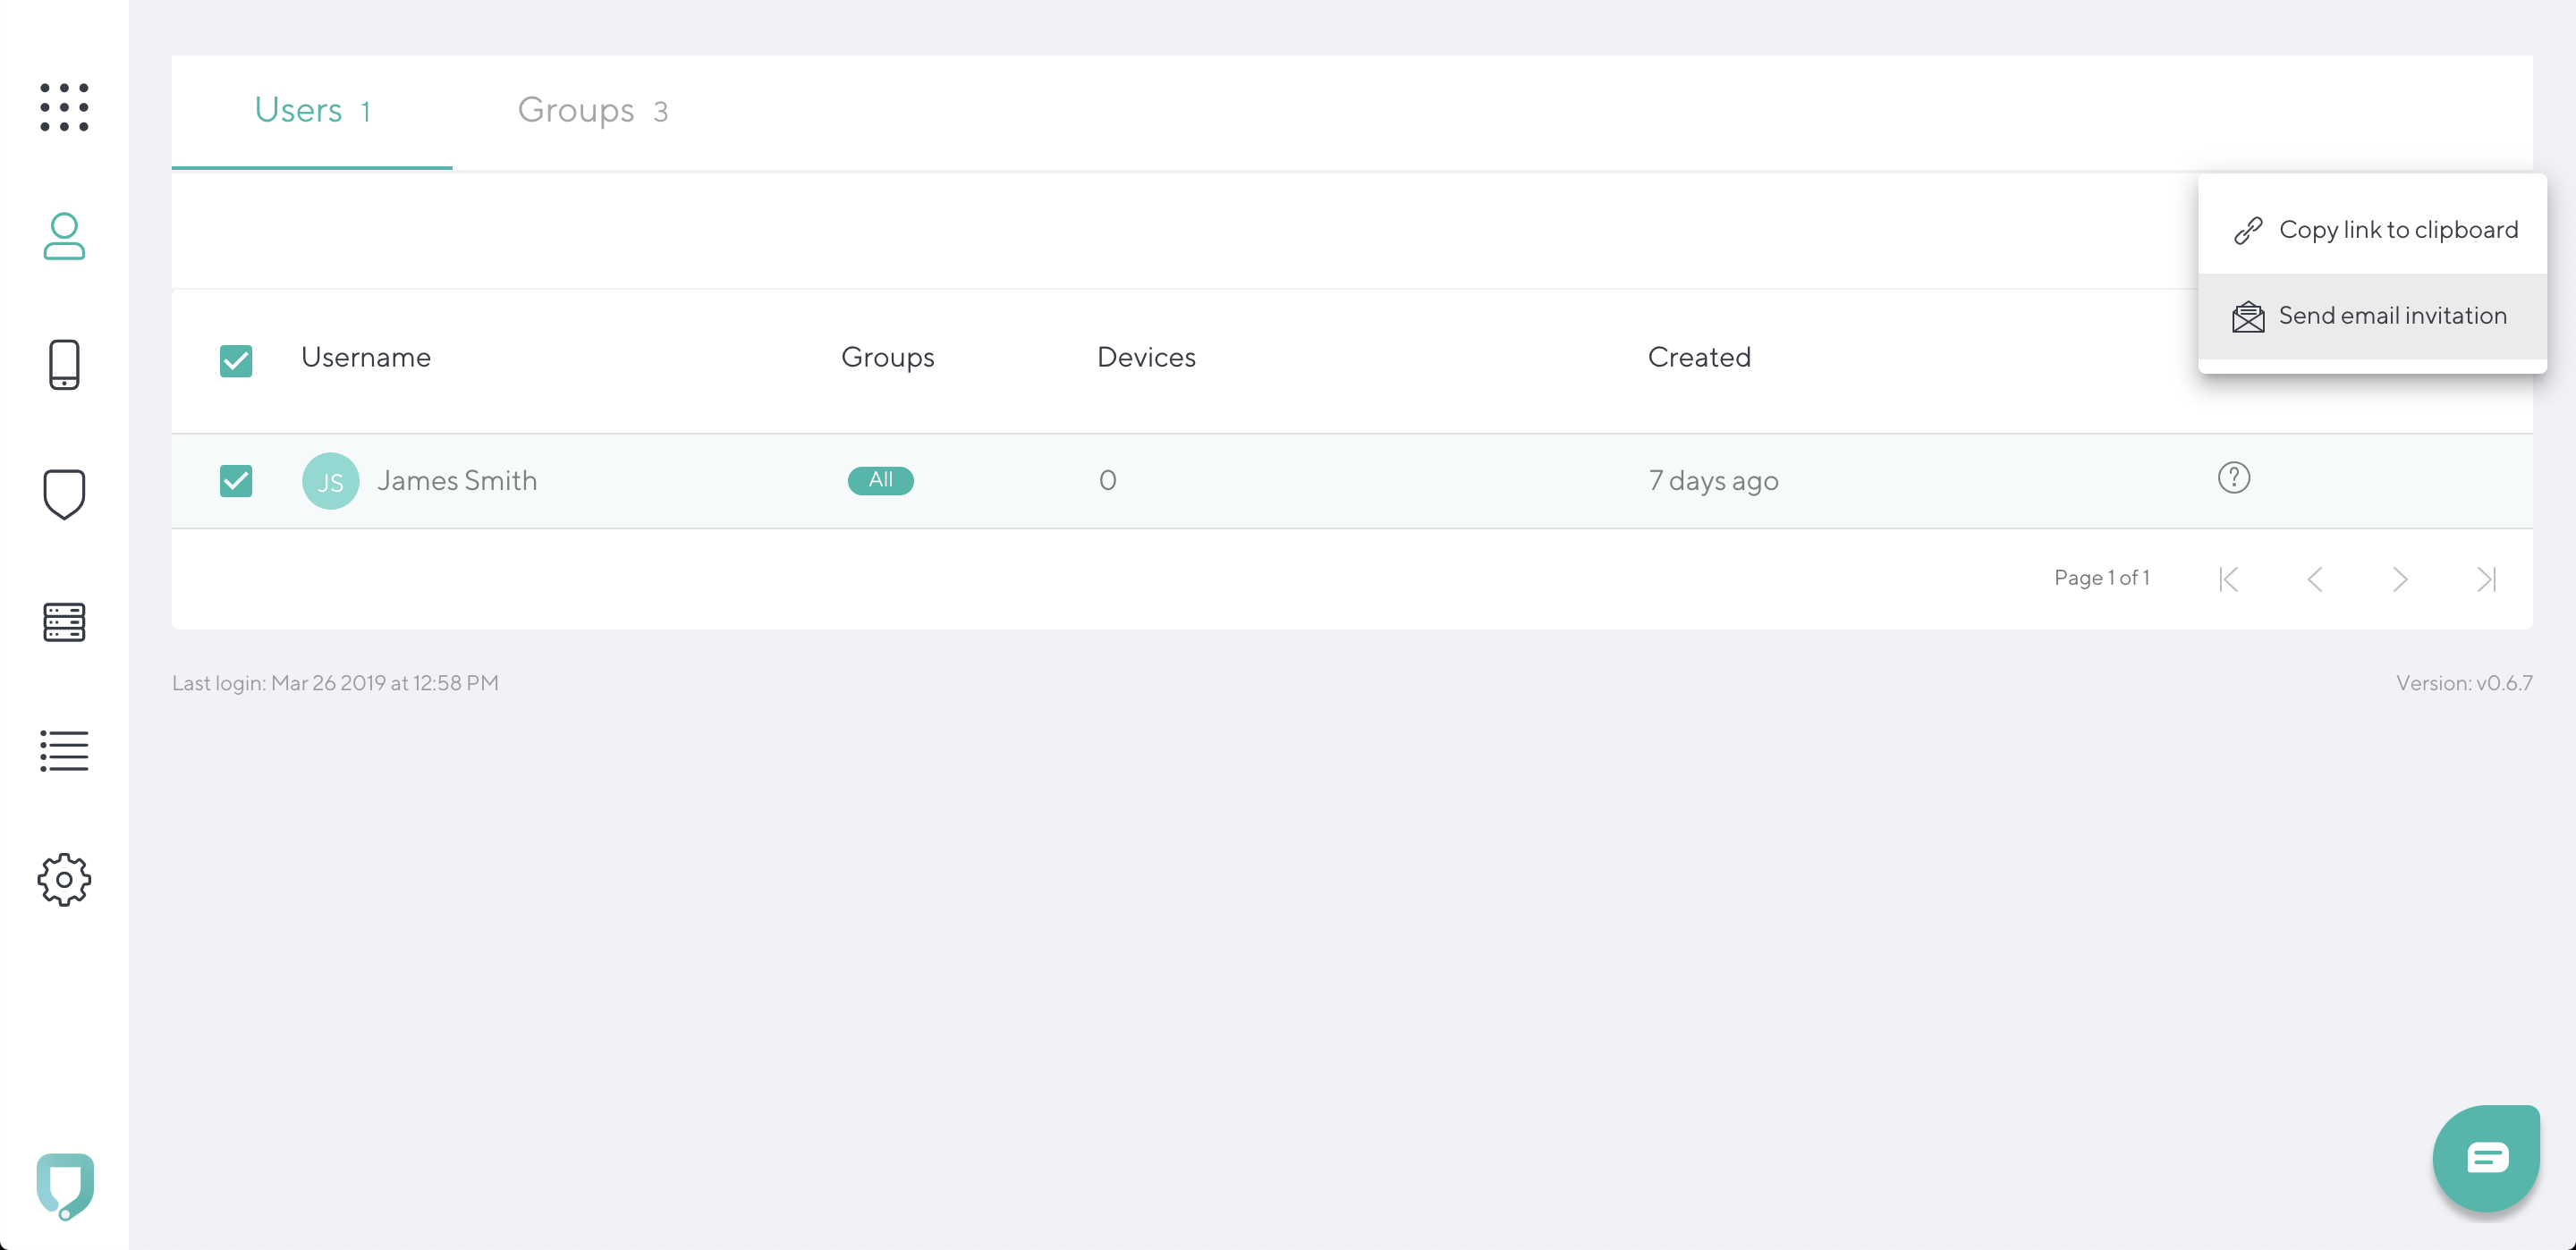 Users 1 Groups 3
Copy link to clipboard
Send email invitation
Username Groups Devices Created
JS James Smith All 0 7 days ago ?
Page 1 of 1
Last login: Mar 26 2019 at 12:58 PM Version: v0.6.7